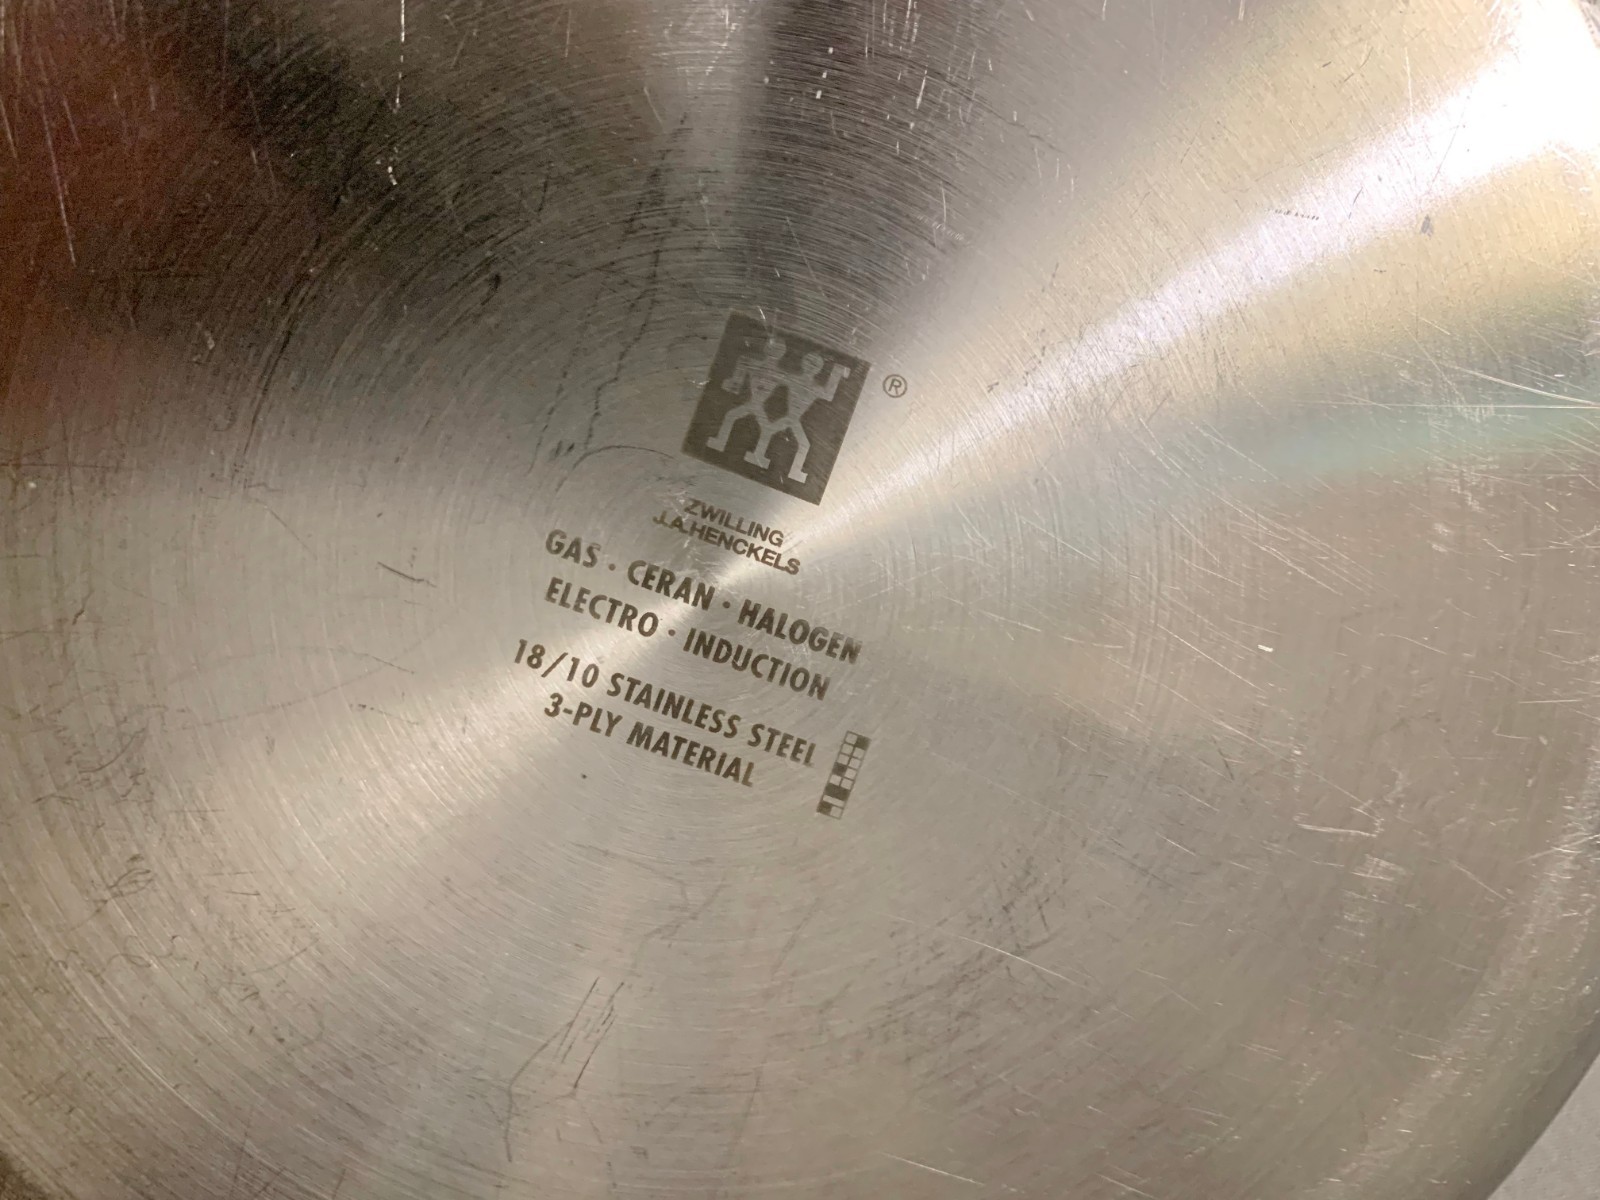 ®
ZWILLING
J.A.HENCKELS
GAS · CERAN · HALOGEN
ELECTRO · INDUCTION
18/10 STAINLESS STEEL
3-PLY MATERIAL